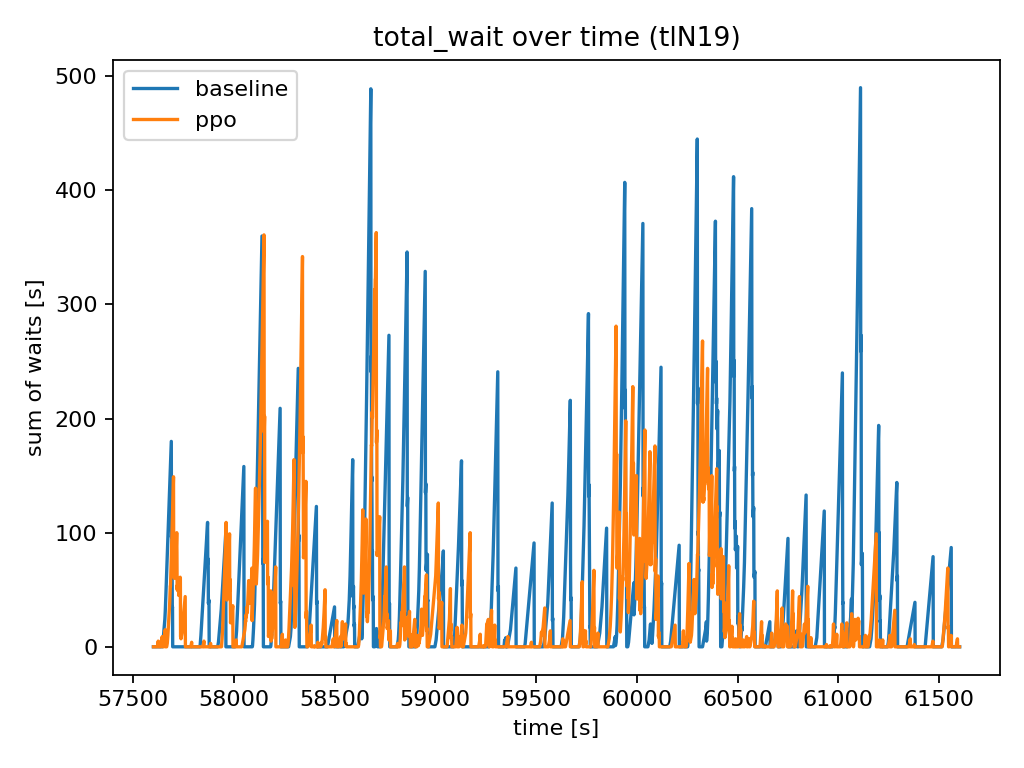 total_wait over time (tlN19)
baseline
ppo
500
400
300
200
100
0
sum of waits [s]
57500 58000 58500 59000 59500 60000 60500 61000 61500
time [s]